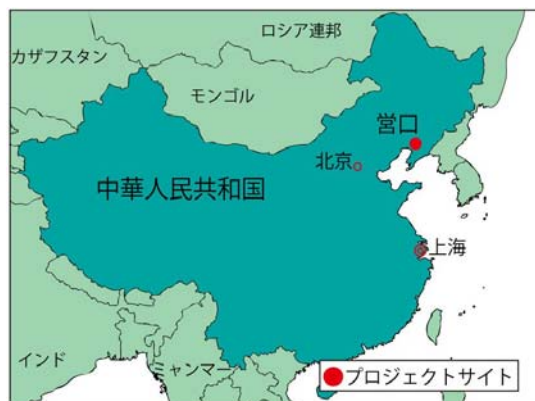 ロシア連邦
カザフスタン
モンゴル
営口
北京
中華人民共和国
上海
インド
ミャンマー
プロジェクトサイト